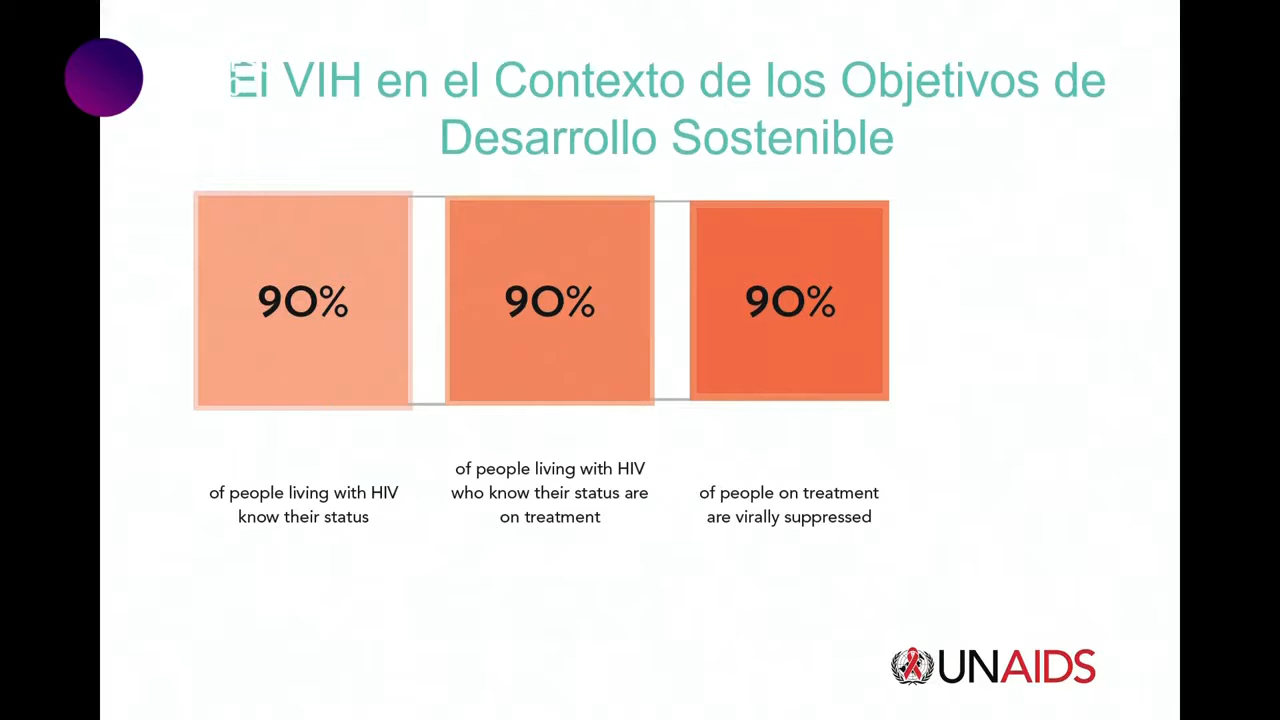 El VIH en el Contexto de los Objetivos de
Desarrollo Sostenible
90%
90%
90%
of people living with HIV
know their status
of people living with HIV
who know their status are
on treatment
of people on treatment
are virally suppressed
UNAIDS